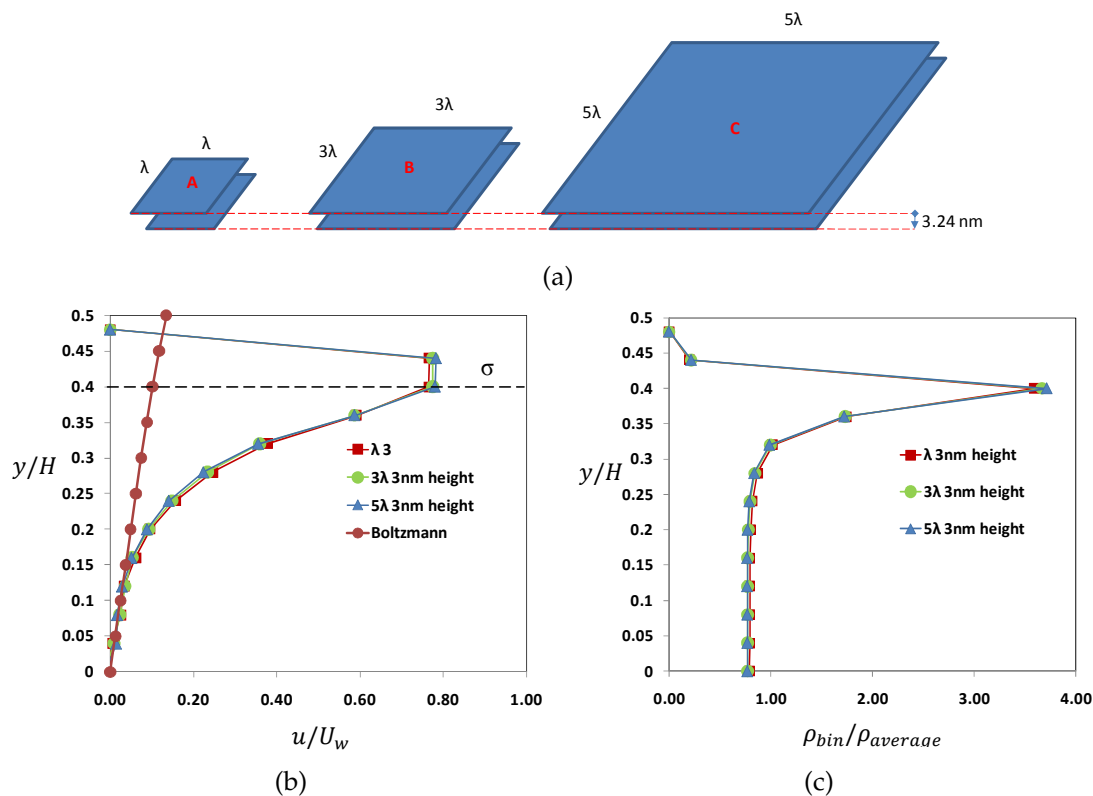 5λ
3λ
λ
5λ
C
λ
3λ
B
A
3.24 nm
(a)
0.5
0.45
0.4
0.35
0.3
0.25
0.2
0.15
0.1
0.05
0
y/H
σ
λ 3
3λ 3nm height
5λ 3nm height
Boltzmann
0.00 0.20 0.40 0.60 0.80 1.00
u/U_w
(b)
0.5
0.45
0.4
0.35
0.3
0.25
0.2
0.15
0.1
0.05
0
y/H
λ 3nm height
3λ 3nm height
5λ 3nm height
0.00 1.00 2.00 3.00 4.00
ρ_bin/ρ_average
(c)